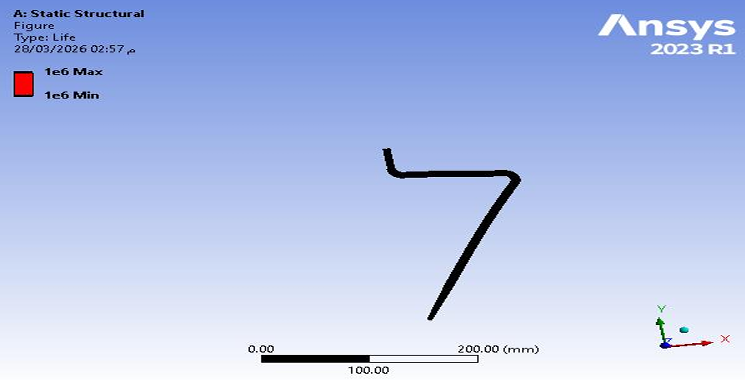 A: Static Structural
Figure
Type: Life
28/03/2026 02:57 م
1e6 Max
1e6 Min
Ansys
2023 R1
0.00
200.00 (mm)
100.00
Y
Z
X